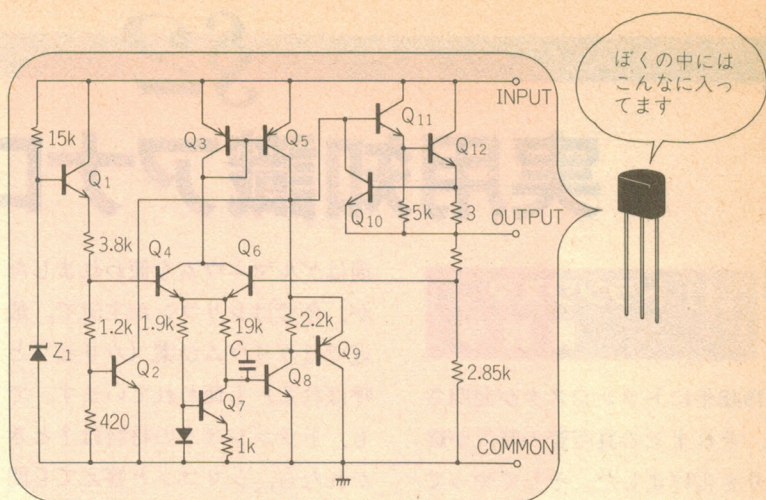 ぼくの中には
こんなに入っ
てます
INPUT
Q11
Q3
Q5
Q12
15k
Q1
Q10
5k
3
OUTPUT
3.8k
Q4
Q6
1.2k
1.9k
19k
2.2k
C
Q9
Z1
Q2
Q8
2.85k
Q7
420
1k
COMMON